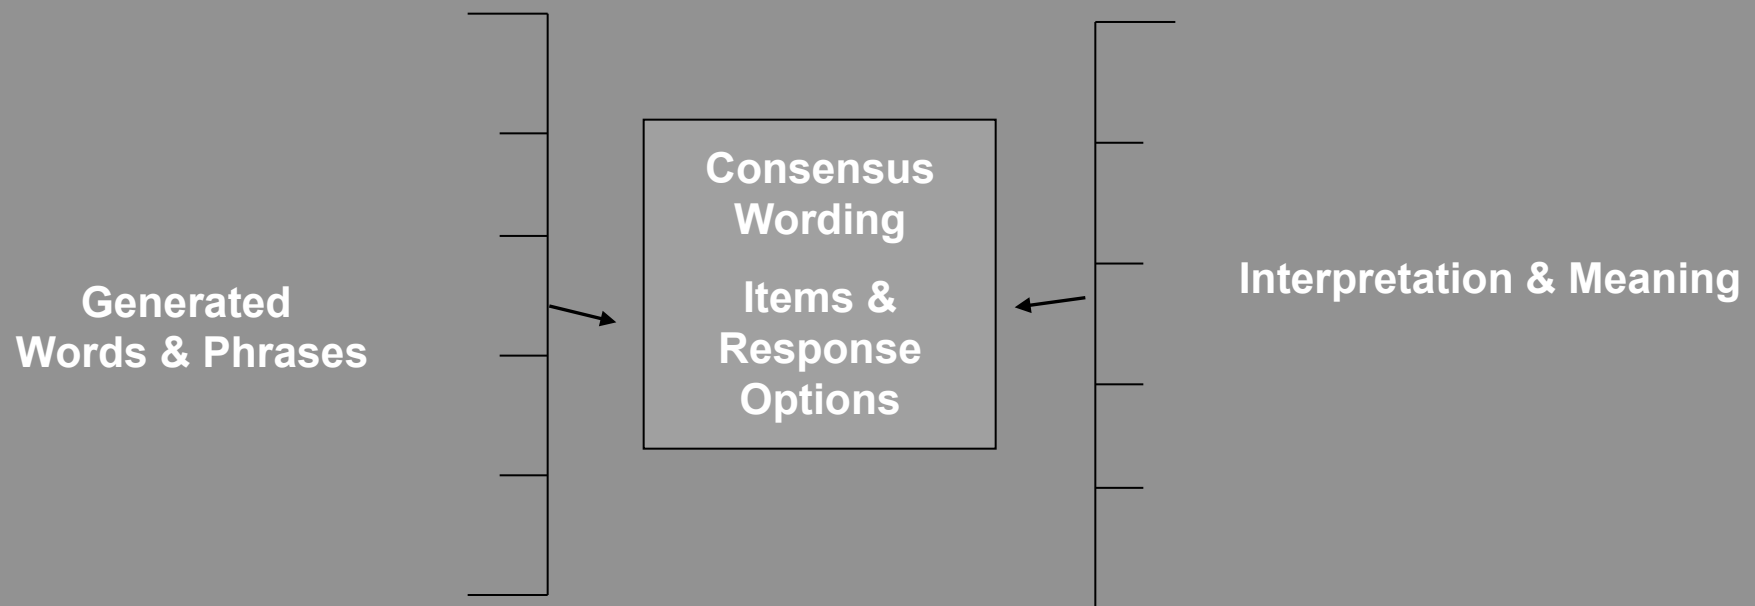 Generated
Words & Phrases
Consensus
Wording
Items &
Response
Options
Interpretation & Meaning